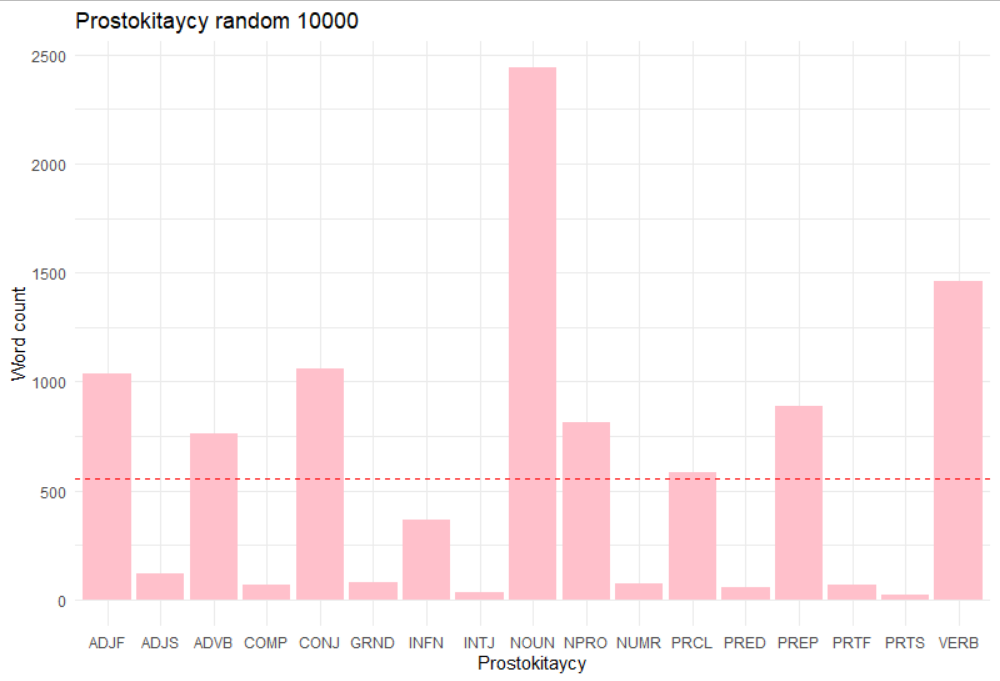 Prostokitaycy random 10000
2500
2000
1500
1000
500
0
Word count
ADJF ADJS ADVB COMP CONJ GRND INFN INTJ NOUN NPRO NUMR PRCL PRED PREP PRTF PRTS VERB
Prostokitaycy